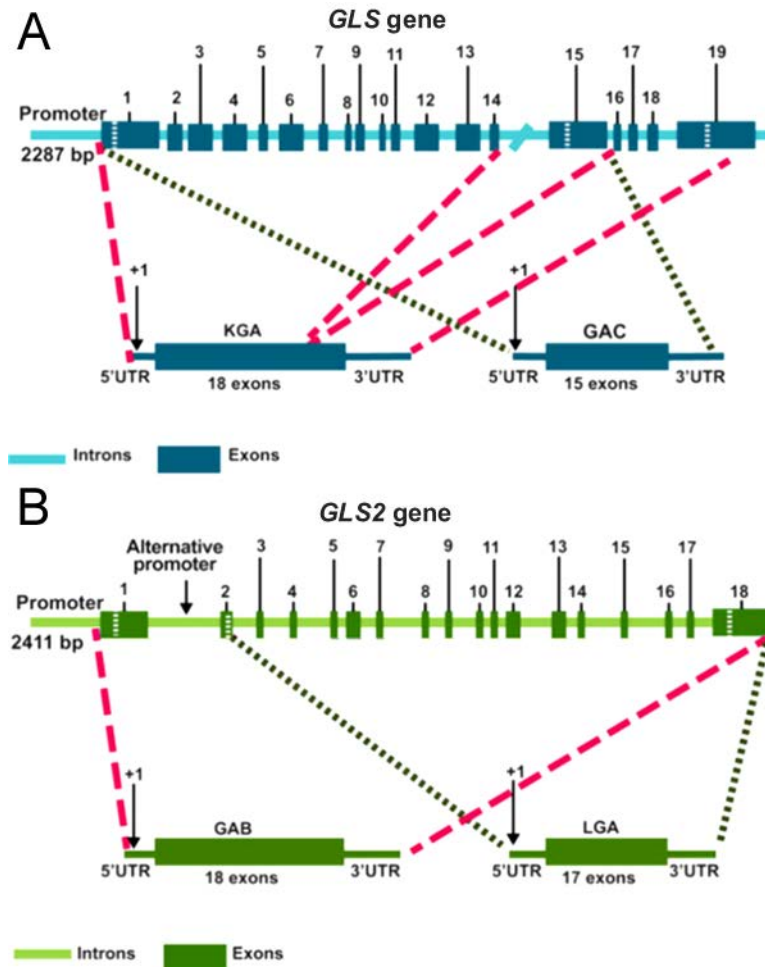 A
GLS gene
3 5 7 9 11 13 15 17 19
Promoter 1 2 4 6 8 10 12 14 16 18
2287 bp
+1 +1
KGA GAC
5'UTR 18 exons 3'UTR 5'UTR 15 exons 3'UTR
Introns Exons
B
GLS2 gene
Alternative
promoter
3 5 7 9 11 13 15 17
Promoter 1 2 4 6 8 10 12 14 16 18
2411 bp
+1 +1
GAB LGA
5'UTR 18 exons 3'UTR 5'UTR 17 exons 3'UTR
Introns Exons